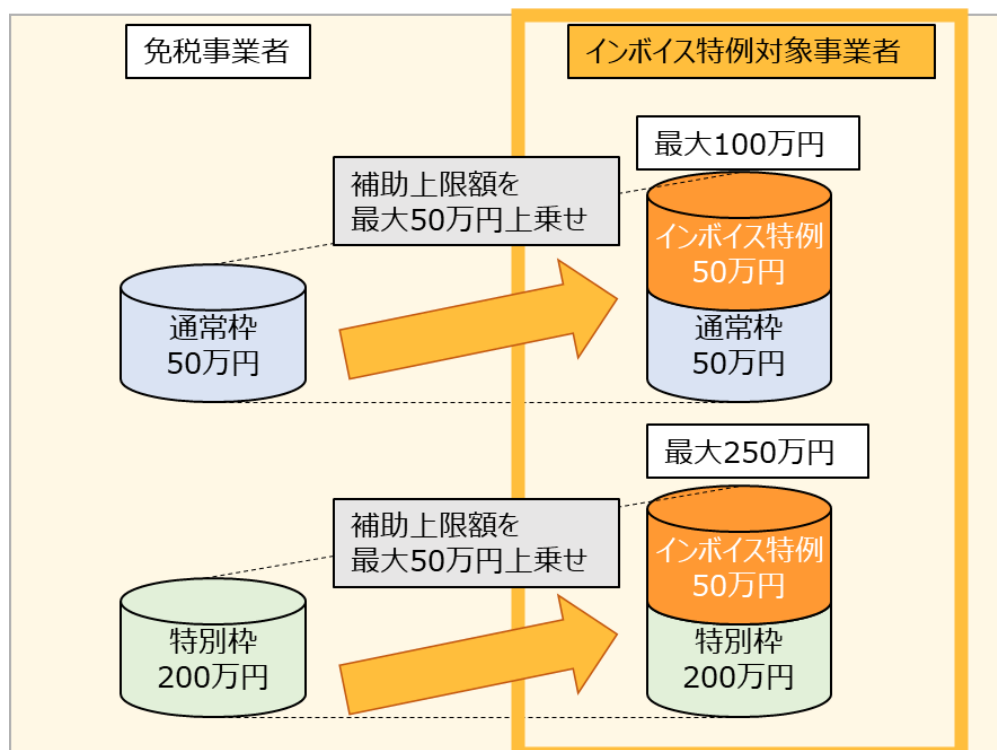 免税事業者
インボイス特例対象事業者
最大100万円
補助上限額を
最大50万円上乗せ
インボイス特例
50万円
通常枠
50万円
通常枠
50万円
最大250万円
補助上限額を
最大50万円上乗せ
インボイス特例
50万円
特別枠
200万円
特別枠
200万円